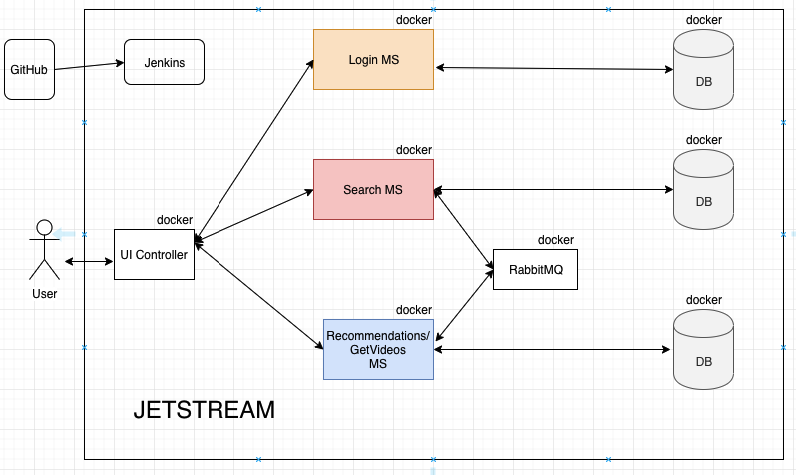 docker
docker
GitHub
Jenkins
Login MS
DB
docker
docker
Search MS
DB
docker
UI Controller
docker
RabbitMQ
User
docker
docker
Recommendations/
GetVideos
MS
DB
JETSTREAM